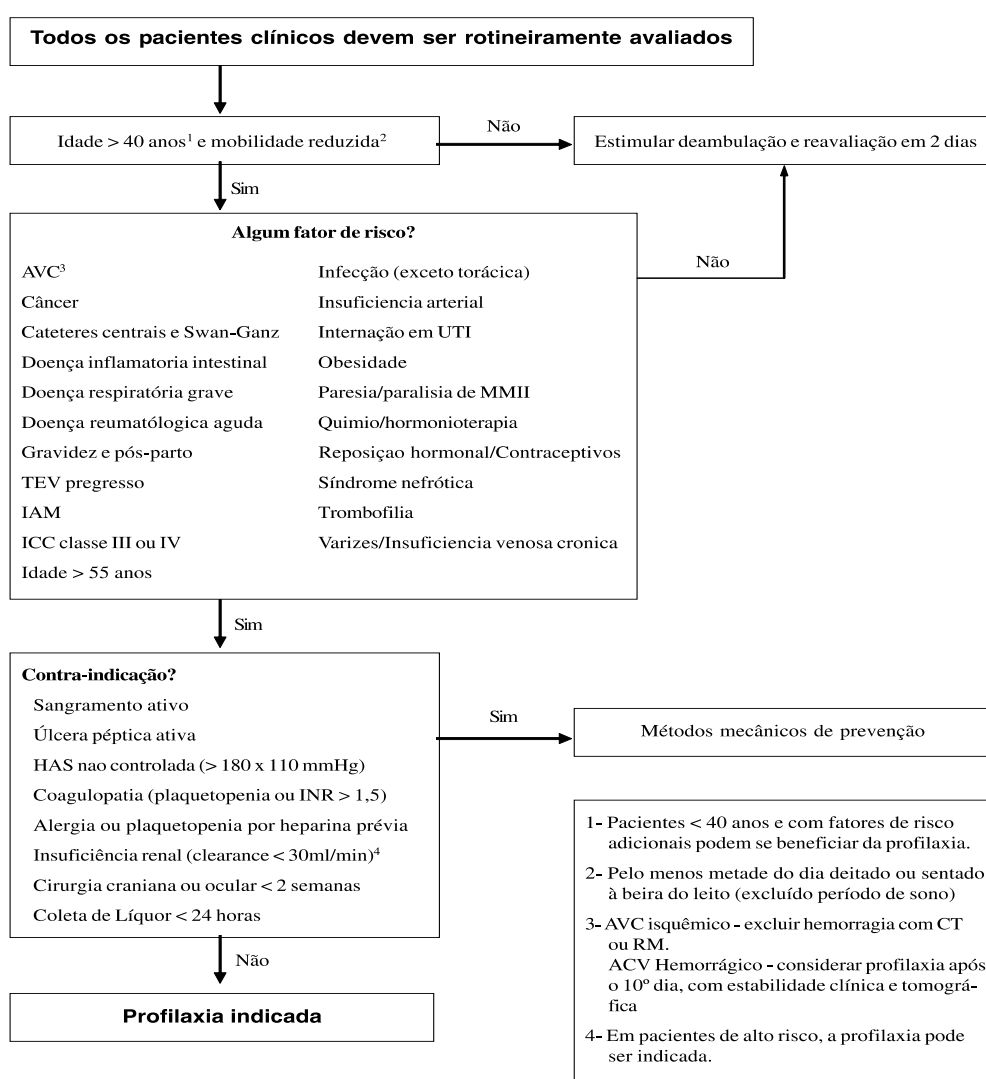 Todos os pacientes clínicos devem ser rotineiramente avaliados
Idade > 40 anos¹ e mobilidade reduzida²
Não
Estimular deambulação e reavaliação em 2 dias
Sim
Algum fator de risco?
AVC³
Câncer
Cateteres centrais e Swan-Ganz
Doença inflamatoria intestinal
Doença respiratória grave
Doença reumatólogica aguda
Gravidez e pós-parto
TEV pregresso
IAM
ICC classe III ou IV
Idade > 55 anos
Infecção (exceto torácica)
Insuficiencia arterial
Internação em UTI
Obesidade
Paresia/paralisia de MMII
Quimio/hormonioterapia
Reposiçao hormonal/Contraceptivos
Síndrome nefrótica
Trombofilia
Varizes/Insuficiencia venosa cronica
Não
Sim
Contra-indicação?
Sangramento ativo
Úlcera péptica ativa
HAS nao controlada (> 180 x 110 mmHg)
Coagulopatia (plaquetopenia ou INR > 1,5)
Alergia ou plaquetopenia por heparina prévia
Insuficiência renal (clearance < 30ml/min)⁴
Cirurgia craniana ou ocular < 2 semanas
Coleta de Líquor < 24 horas
Sim
Métodos mecânicos de prevenção
Não
Profilaxia indicada
1- Pacientes < 40 anos e com fatores de risco
adicionais podem se beneficiar da profilaxia.
2- Pelo menos metade do dia deitado ou sentado
à beira do leito (excluído período de sono)
3- AVC isquêmico - excluir hemorragia com CT
ou RM.
ACV Hemorrágico - considerar profilaxia após
o 10º dia, com estabilidade clínica e tomográ-
fica
4- Em pacientes de alto risco, a profilaxia pode
ser indicada.